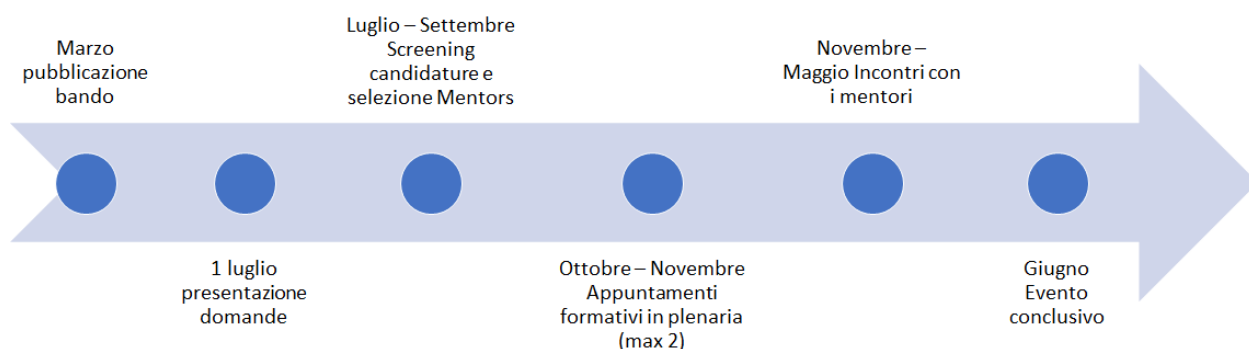 Marzo
pubblicazione
bando
1 luglio
presentazione
domande
Luglio – Settembre
Screening
candidature e
selezione Mentors
Ottobre – Novembre
Appuntamenti
formativi in plenaria
(max 2)
Novembre –
Maggio Incontri con
i mentori
Giugno
Evento
conclusivo